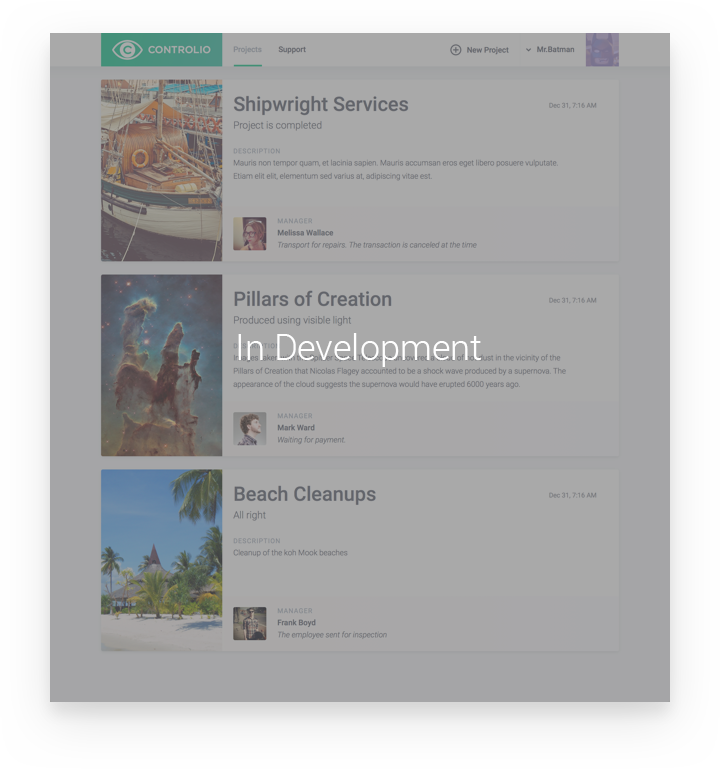 CONTROLIO
Projects
Support
New Project
Mr.Batman
Shipwright Services
Dec 31, 7:16 AM
Project is completed
DESCRIPTION
Mauris non tempor quam, et lacinia sapien. Mauris accumsan eros eget libero posuere vulputate.
Etiam elit elit, elementum sed varius at, adipiscing vitae est.
MANAGER
Melissa Wallace
Transport for repairs. The transaction is canceled at the time
Pillars of Creation
Dec 31, 7:16 AM
Produced using visible light
In Development
in the vicinity of the
Pillars of Creation that Nicolas Flagey accounted to be a shock wave produced by a supernova. The
appearance of the cloud suggests the supernova would have erupted 6000 years ago.
MANAGER
Mark Ward
Waiting for payment.
Beach Cleanups
Dec 31, 7:16 AM
All right
DESCRIPTION
Cleanup of the koh Mook beaches
MANAGER
Frank Boyd
The employee sent for inspection